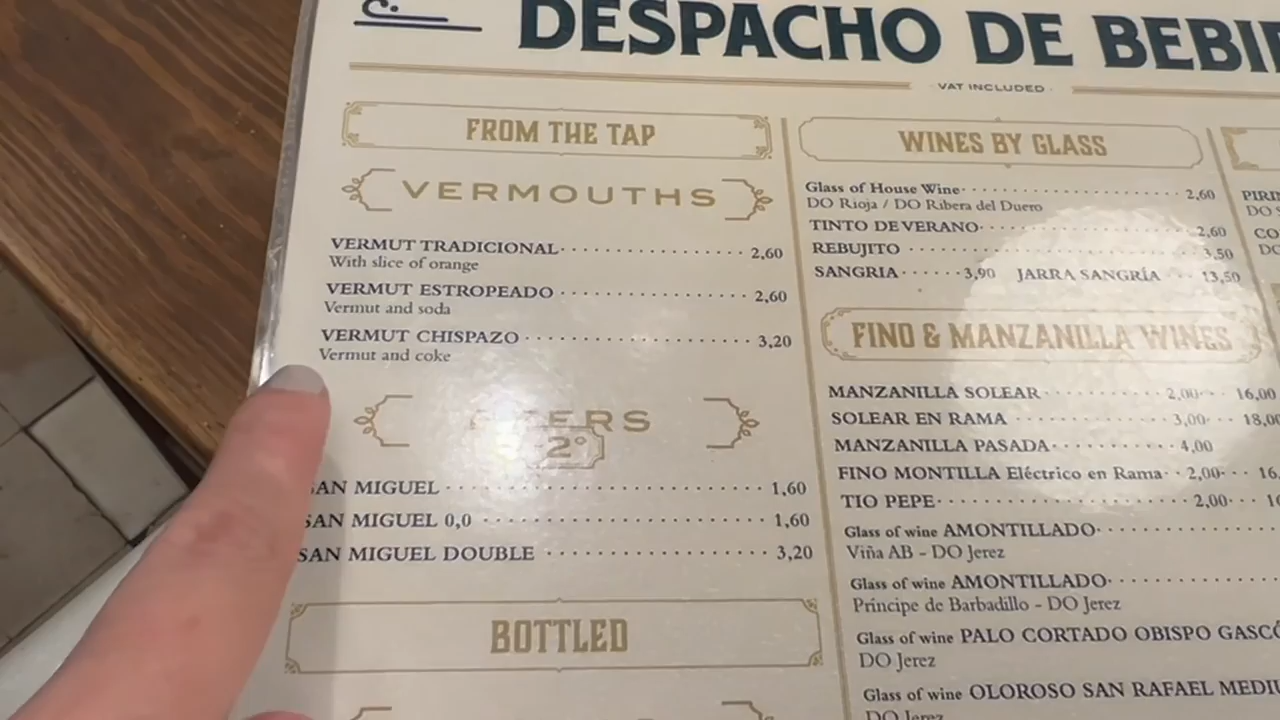 DESPACHO DE
VAT INCLUDED
FROM THE TAP
VERMOUTHS
VERMUT TRADICIONAL 2,60
With slice of orange
VERMUT ESTROPEADO 2,60
Vermut and soda
VERMUT CHISPAZO 3,20
Vermut and coke
2°
SAN MIGUEL 1,60
SAN MIGUEL 0,0 1,60
SAN MIGUEL DOUBLE 3,20
BOTTLED
WINES BY GLASS
Glass of House Wine 2,60
DO Rioja / DO Ribera del Duero
TINTO DE VERANO 2,60
REBUJITO 3,50
SANGRIA 3,90 JARRA SANGRÍA 13,50
FINO & MANZANILLA WINES
MANZANILLA SOLEAR 2,00 16,00
SOLEAR EN RAMA 3,00 18,00
MANZANILLA PASADA 4,00
FINO MONTILLA Eléctrico en Rama 2,00
TIO PEPE 2,00
Glass of wine AMONTILLADO
Viña AB - DO Jerez
Glass of wine AMONTILLADO
Príncipe de Barbadillo - DO Jerez
Glass of wine PALO CORTADO OBISPO
DO Jerez
Glass of wine OLOROSO SAN RAFAEL
DO Jerez